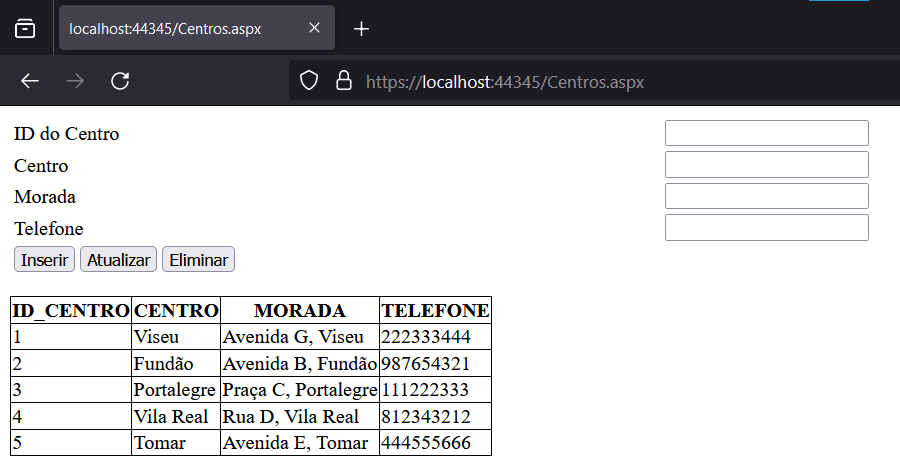 localhost:44345/Centros.aspx
https://localhost:44345/Centros.aspx
ID do Centro
Centro
Morada
Telefone
Inserir Atualizar Eliminar
ID_CENTRO CENTRO MORADA TELEFONE
1 Viseu Avenida G, Viseu 222333444
2 Fundão Avenida B, Fundão 987654321
3 Portalegre Praça C, Portalegre 111222333
4 Vila Real Rua D, Vila Real 812343212
5 Tomar Avenida E, Tomar 444555666